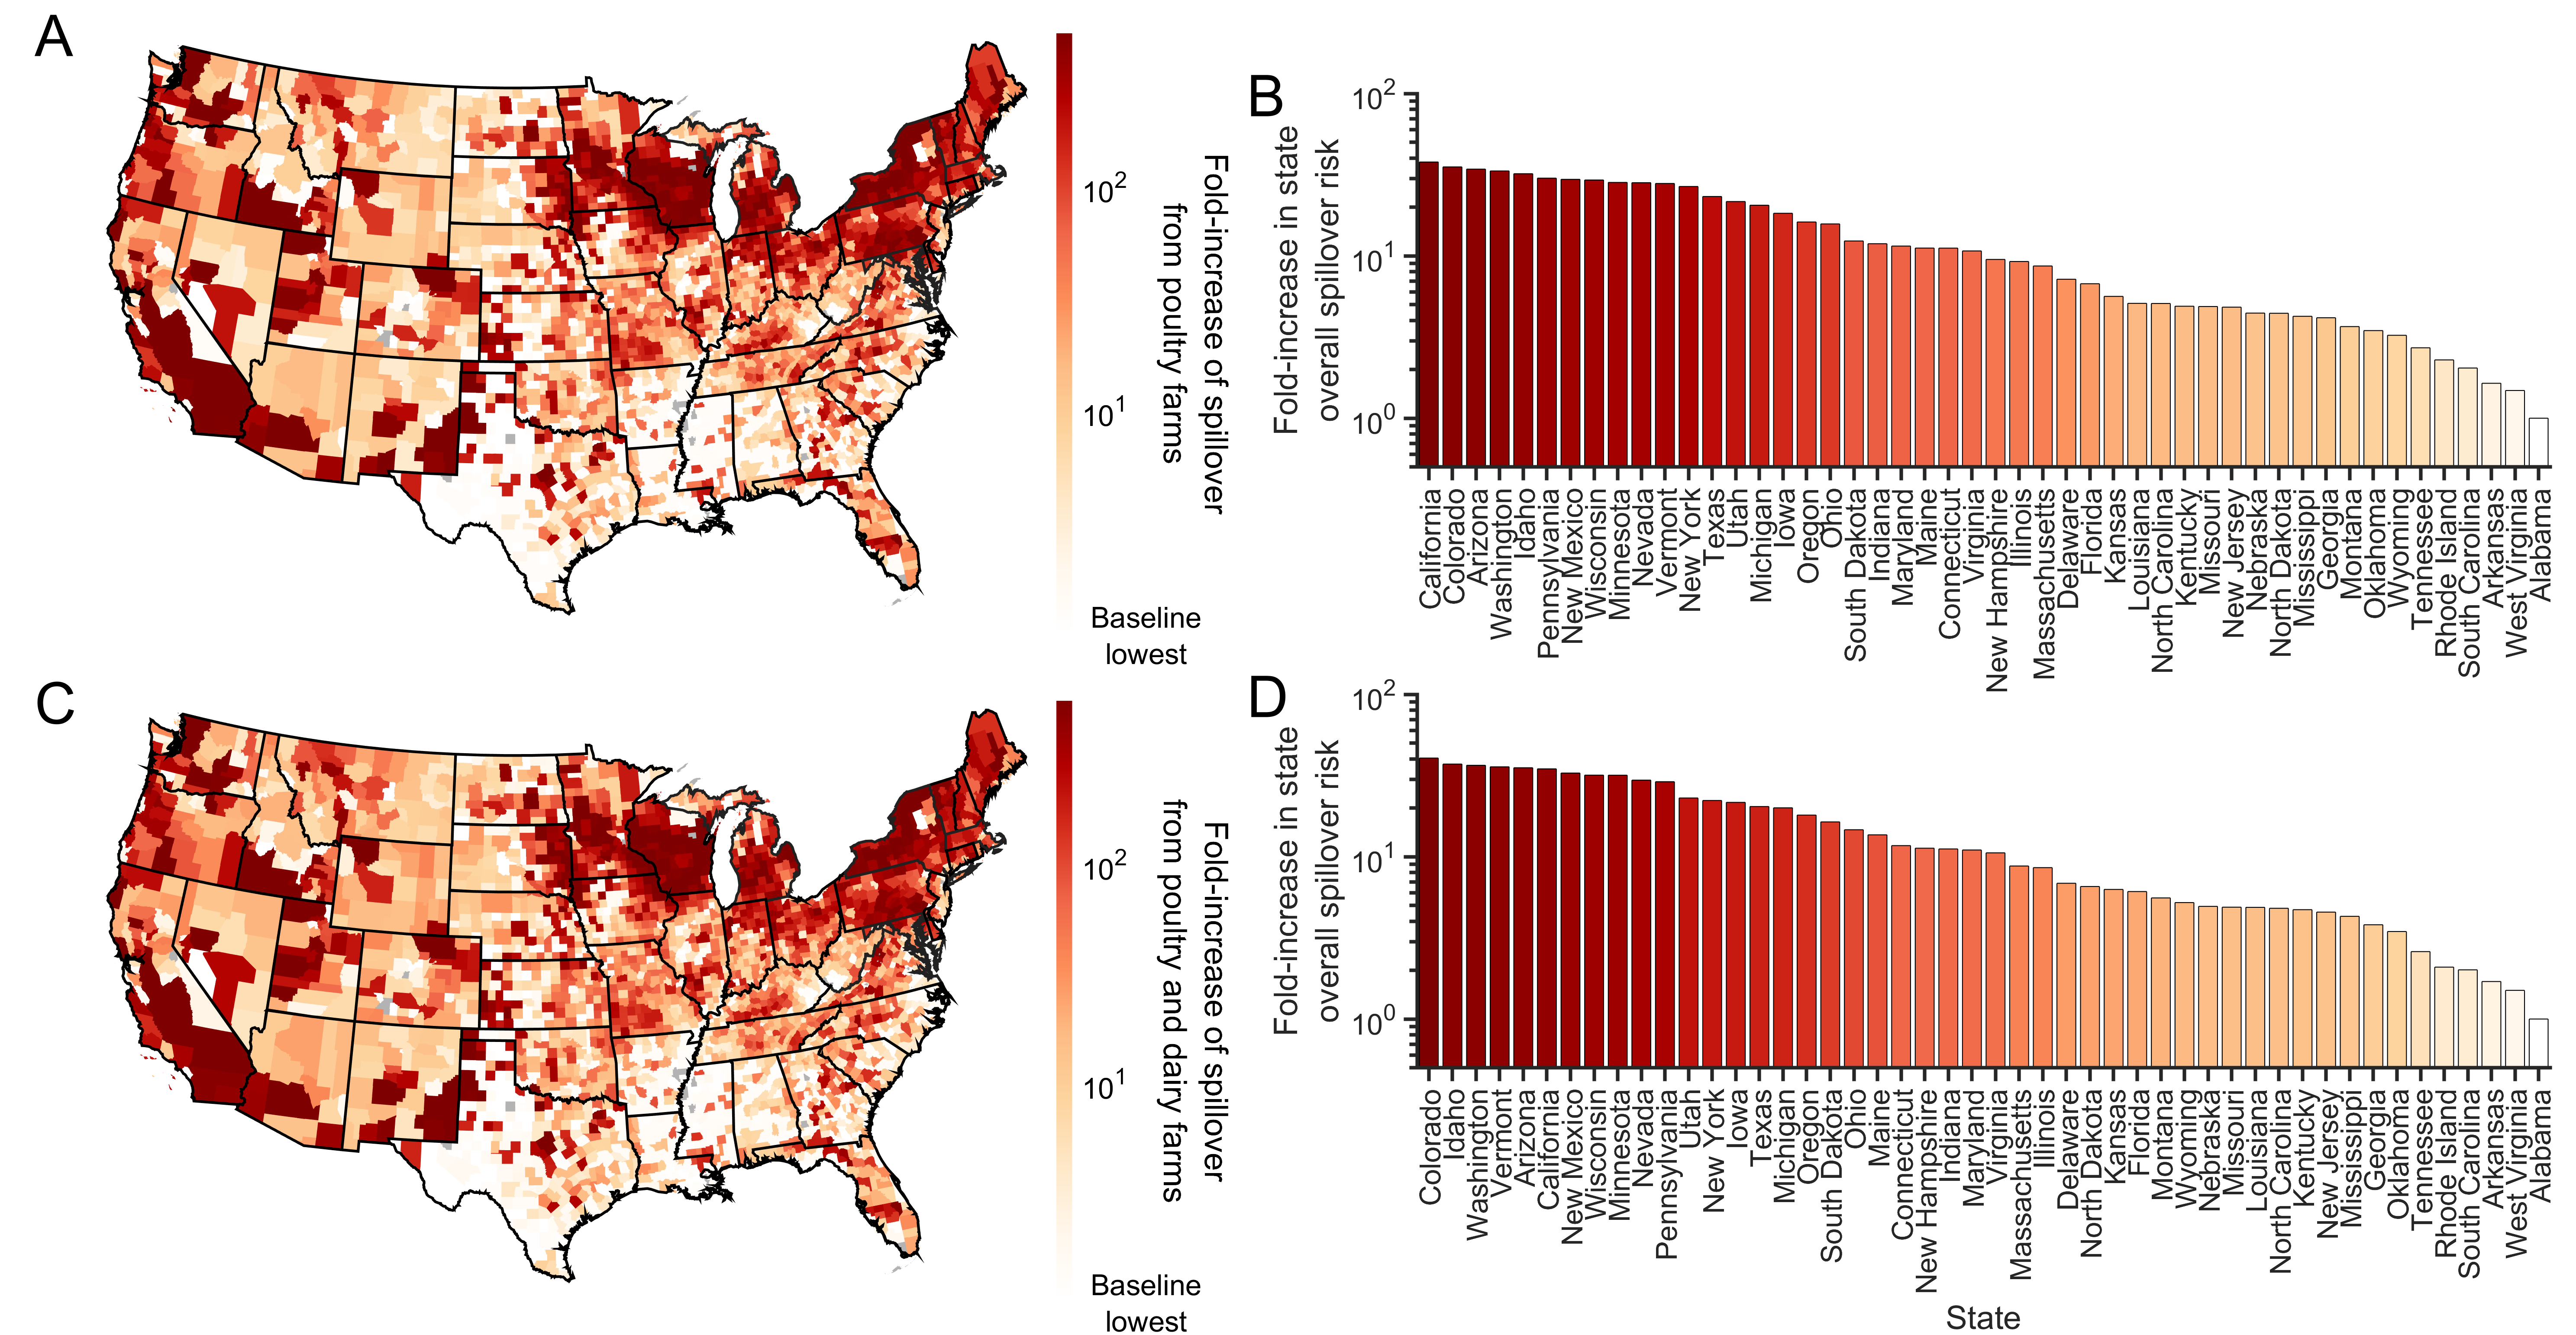 A
10²
10¹
Baseline
lowest
Fold-increase of spillover
from poultry farms
B
Fold-increase in state
overall spillover risk
10²
10¹
10⁰
California
Colorado
Arizona
Washington
Idaho
Pennsylvania
New Mexico
Wisconsin
Minnesota
Nevada
Vermont
New York
Texas
Utah
Michigan
Iowa
Oregon
Ohio
South Dakota
Indiana
Maryland
Maine
Connecticut
Virginia
New Hampshire
Illinois
Massachusetts
Delaware
Florida
Kansas
Louisiana
North Carolina
Kentucky
Missouri
New Jersey
Nebraska
North Dakota
Mississippi
Georgia
Montana
Oklahoma
Wyoming
Tennessee
Rhode Island
South Carolina
Arkansas
West Virginia
Alabama
C
10²
10¹
Baseline
lowest
Fold-increase of spillover
from poultry and dairy farms
D
Fold-increase in state
overall spillover risk
10²
10¹
10⁰
Colorado
Idaho
Washington
Vermont
Arizona
California
New Mexico
Wisconsin
Minnesota
Nevada
Pennsylvania
Utah
New York
Iowa
Texas
Michigan
Oregon
South Dakota
Ohio
Maine
Connecticut
New Hampshire
Indiana
Maryland
Virginia
Massachusetts
Illinois
Delaware
North Dakota
Kansas
Florida
Montana
Wyoming
Nebraska
Missouri
Louisiana
North Carolina
Kentucky
New Jersey
Mississippi
Georgia
Oklahoma
Tennessee
Rhode Island
South Carolina
Arkansas
West Virginia
Alabama
State